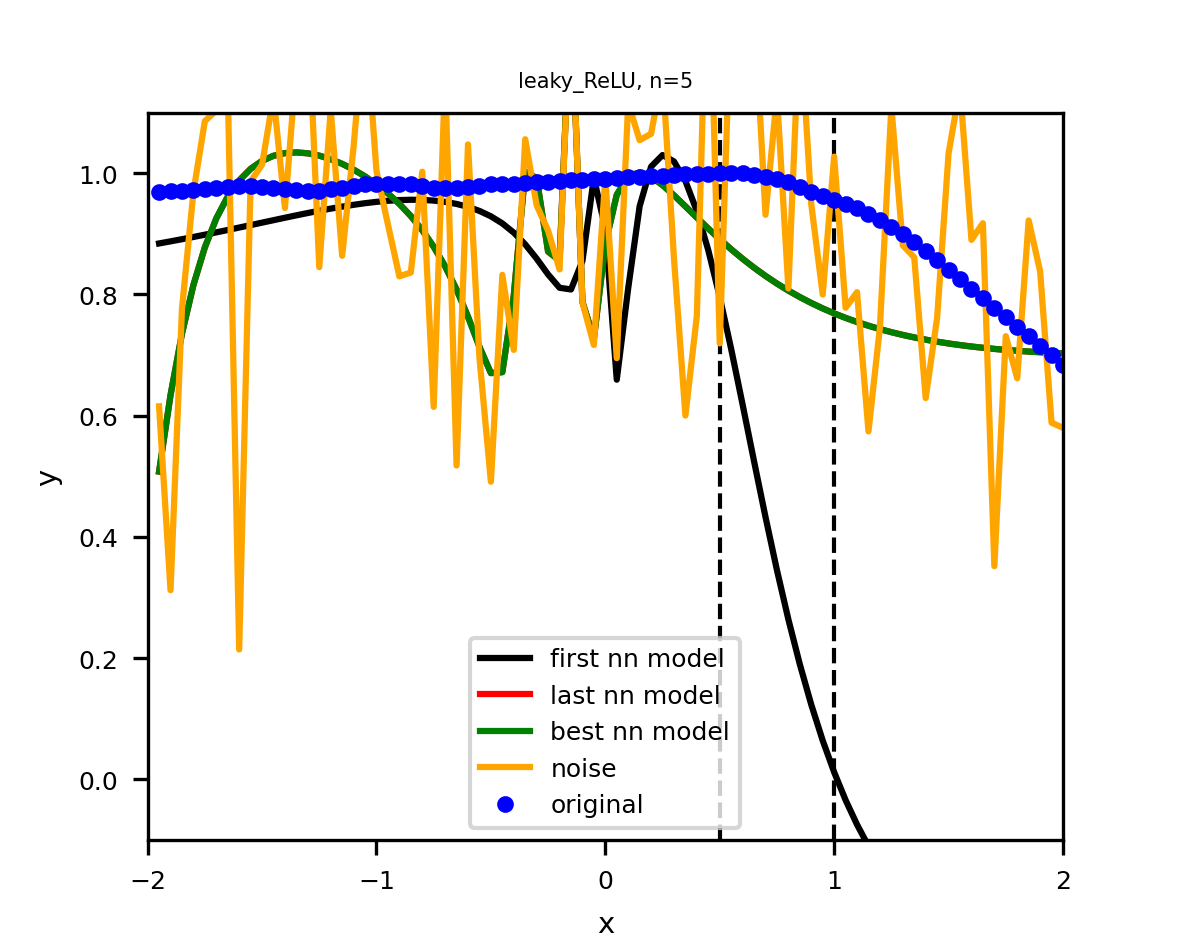 leaky_ReLU, n=5
1.0
0.8
0.6
0.4
0.2
0.0
y
first nn model
last nn model
best nn model
noise
original
−2
−1
0
1
2
x